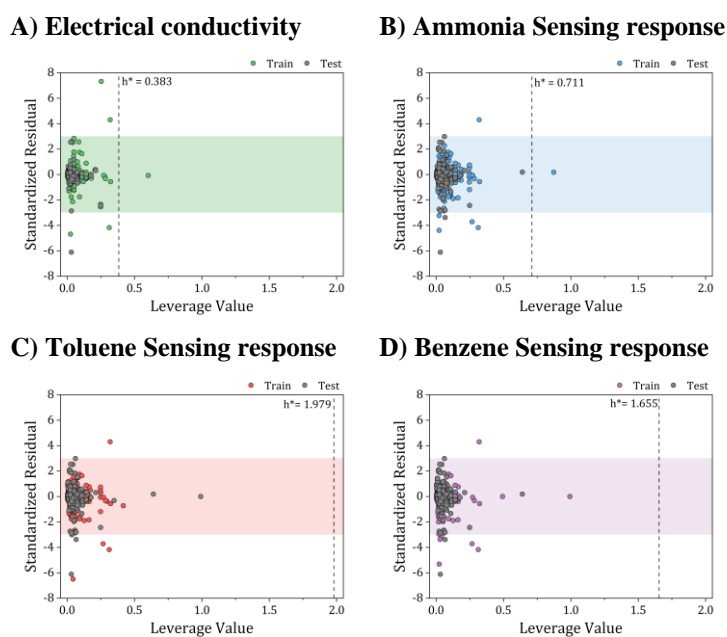 A) Electrical conductivity
Train Test
h* = 0.383
8
6
4
2
0
-2
-4
-6
-8
Standardized Residual
0.0 0.5 1.0 1.5 2.0
Leverage Value
B) Ammonia Sensing response
Train Test
h* = 0.711
8
6
4
2
0
-2
-4
-6
-8
Standardized Residual
0.0 0.5 1.0 1.5 2.0
Leverage Value
C) Toluene Sensing response
Train Test
h*= 1.979
8
6
4
2
0
-2
-4
-6
-8
Standardized Residual
0.0 0.5 1.0 1.5 2.0
Leverage Value
D) Benzene Sensing response
Train Test
h*= 1.655
8
6
4
2
0
-2
-4
-6
-8
Standardized Residual
0.0 0.5 1.0 1.5 2.0
Leverage Value